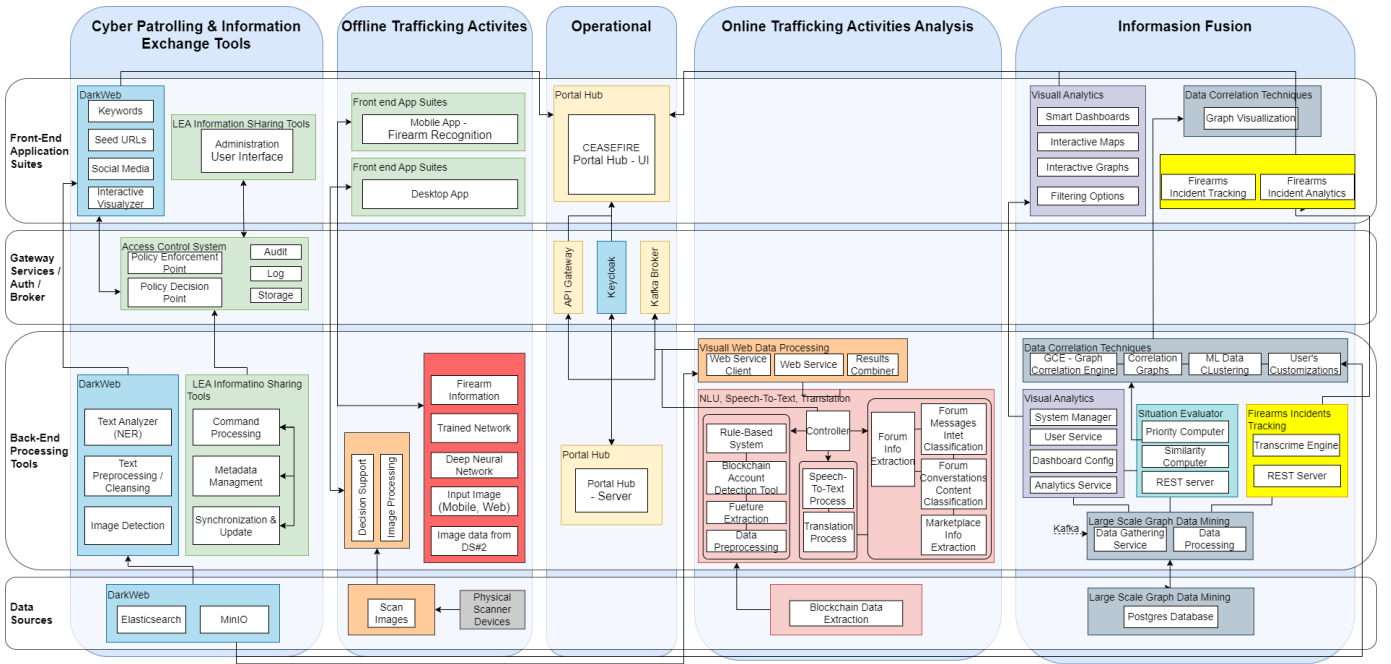 Cyber Patrolling & Information
Exchange Tools
Offline Trafficking Activites
Operational
Online Trafficking Activities Analysis
Informasion Fusion
Front-End
Application
Suites
DarkWeb
Keywords
Seed URLs
Social Media
Interactive
Visualyzer
LEA Information SHaring Tools
Administration
User Interface
Front end App Suites
Mobile App -
Firearm Recognition
Front end App Suites
Desktop App
Portal Hub
CEASEFIRE
Portal Hub - UI
Visuall Analytics
Smart Dashboards
Interactive Maps
Interactive Graphs
Filtering Options
Data Correlation Techniques
Graph Visuallization
Firearms
Incident Tracking
Firearms
Incident Analytics
Gateway
Services /
Auth /
Broker
Access Control System
Policy Enforcement
Point
Policy Decision
Point
Audit
Log
Storage
API Gateway
Keycloak
Kafka Broker
Back-End
Processing
Tools
DarkWeb
Text Analyzer
(NER)
Text
Preprocessing /
Cleansing
Image Detection
LEA Informatino Sharing
Tools
Command
Processing
Metadata
Managment
Synchronization &
Update
Decision Support
Image Processing
Firearm
Information
Trained Network
Deep Neural
Network
Input Image
(Mobile, Web)
Image data from
DS#2
Portal Hub
Portal Hub
- Server
Visuall Web Data Processing
Web Service
Client
Web Service
Results
Combiner
NLU, Speech-To-Text, Translation
Rule-Based
System
Blockchain
Account
Detection Tool
Fueture
Extraction
Data
Preprocessing
Controller
Speech-
To-Text
Process
Translation
Process
Forum
Info
Extraction
Forum
Messages
Intet
Classification
Forum
Converstations
Content
Classification
Marketplace
Info
Extraction
Data Correlation Techniques
GCE - Graph
Correlation Engine
Correlation
Graphs
ML Data
CLustering
User's
Customizations
Visual Analytics
System Manager
User Service
Dashboard Config
Analytics Service
Situation Evaluator
Priority Computer
Similarity
Computer
REST server
Firearms Incidents
Tracking
Transcrime Engine
REST Server
Kafka
Large Scale Graph Data Mining
Data Gathering
Service
Data
Processing
Data
Sources
DarkWeb
Elasticsearch
MinIO
Scan
Images
Physical
Scanner
Devices
Blockchain Data
Extraction
Large Scale Graph Data Mining
Postgres Database